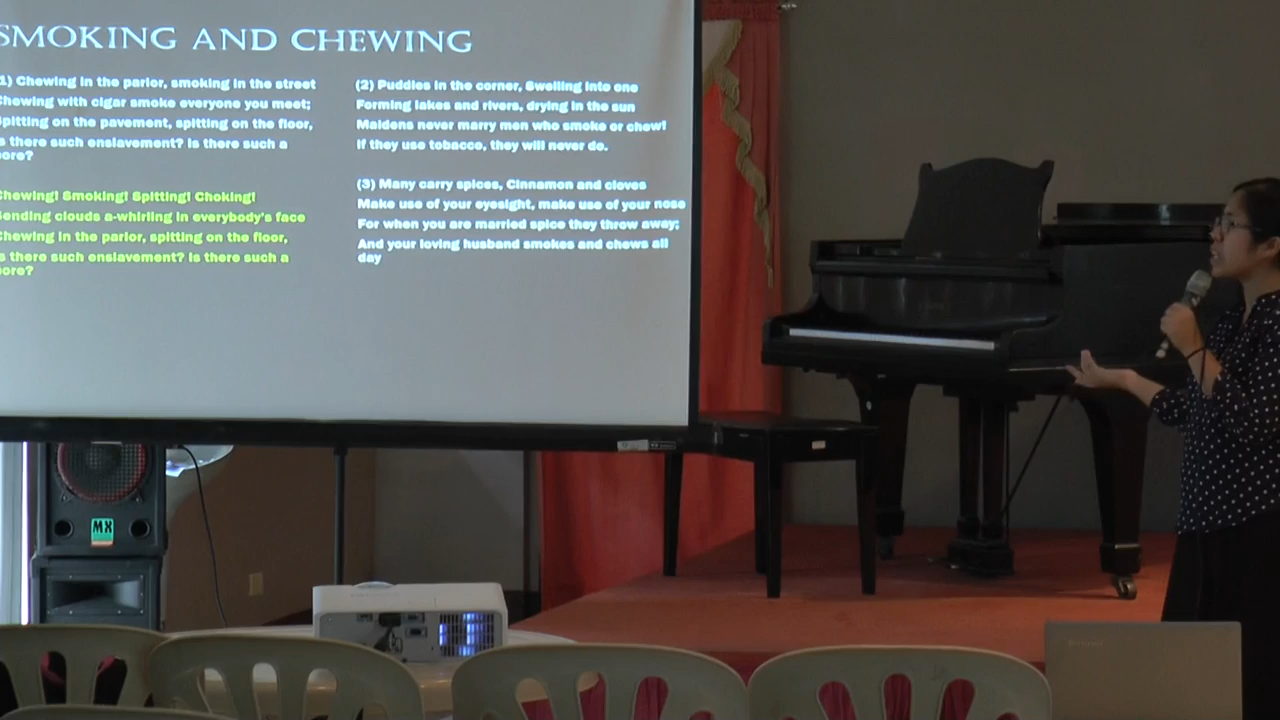 SMOKING AND CHEWING
1) Chewing in the parlor, smoking in the street
Chewing with cigar smoke everyone you meet;
Spitting on the pavement, spitting on the floor,
s there such enslavement? Is there such a
bore?
Chewing! Smoking! Spitting! Choking!
Sending clouds a-whirling in everybody's face
Chewing in the parlor, spitting on the floor,
s there such enslavement? Is there such a
bore?
(2) Puddles in the corner, Swelling into one
Forming lakes and rivers, drying in the sun
Maidens never marry men who smoke or chew!
If they use tobacco, they will never do.
(3) Many carry spices, Cinnamon and cloves
Make use of your eyesight, make use of your nose
For when you are married spice they throw away;
And your loving husband smokes and chews all
day
MX